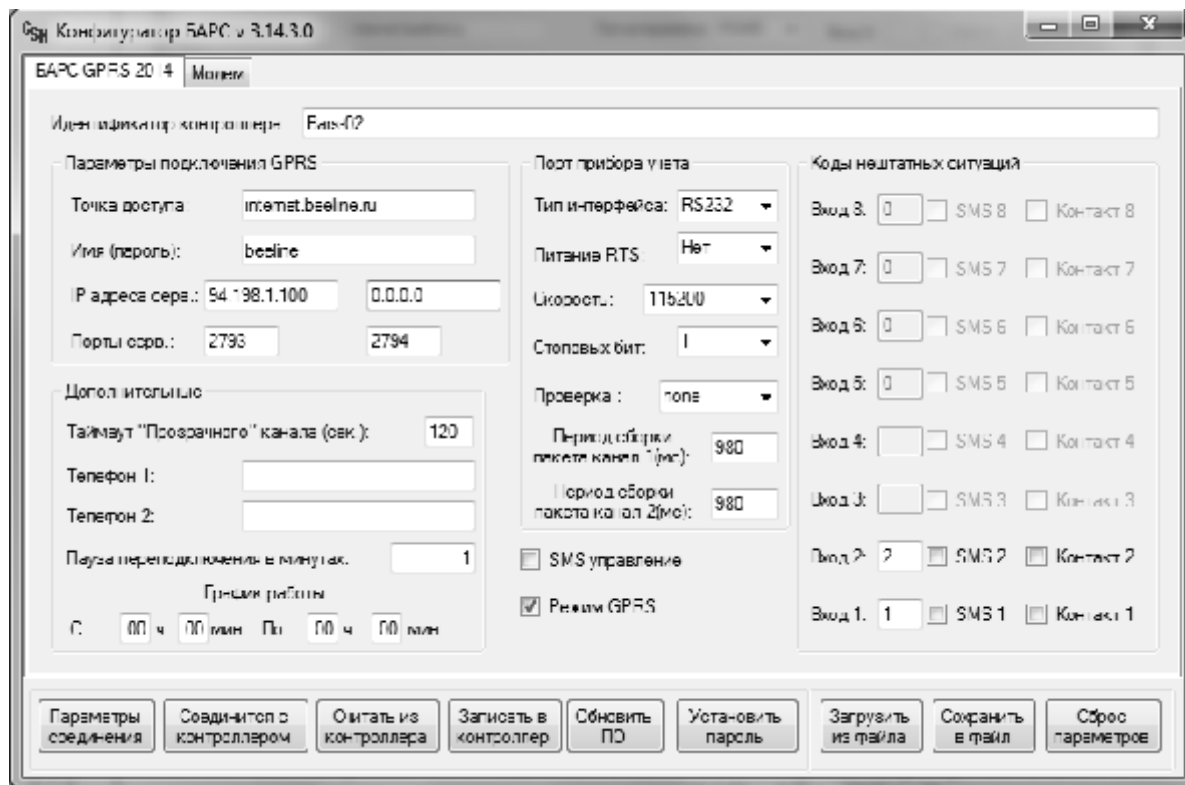 GSM Конфигуратор БАРС v 3.14.3.0
БАРС GPRS 2014 Модем
Идентификатор контроллера Bars-02
Параметры подключения GPRS
Точка доступа: internet.beeline.ru
Имя (пароль): beeline
IP адреса серв.: 94.198.1.100 0.0.0.0
Порты серв.: 2793 2794
Дополнительные
Таймаут "Прозрачного" канала (сек.): 120
Телефон 1:
Телефон 2:
Пауза переподключения в минутах: 1
График работы
С 00 ч 00 мин По 00 ч 00 мин
Порт прибора учета
Тип интерфейса: RS232
Питание RTS: Нет
Скорость: 115200
Стоповых бит: 1
Проверка : none
Период сборки
пакета канал 1(мс): 980
Период сборки
пакета канал 2(мс): 980
SMS управление
Режим GPRS
Коды нештатных ситуаций
Вход 8: 0 SMS 8 Контакт 8
Вход 7: 0 SMS 7 Контакт 7
Вход 6: 0 SMS 6 Контакт 6
Вход 5: 0 SMS 5 Контакт 5
Вход 4: SMS 4 Контакт 4
Вход 3: SMS 3 Контакт 3
Вход 2: 2 SMS 2 Контакт 2
Вход 1: 1 SMS 1 Контакт 1
Параметры
соединения
Соединится с
контроллером
Считать из
контроллера
Записать в
контроллер
Обновить
ПО
Установить
пароль
Загрузить
из файла
Сохранить
в файл
Сброс
параметров